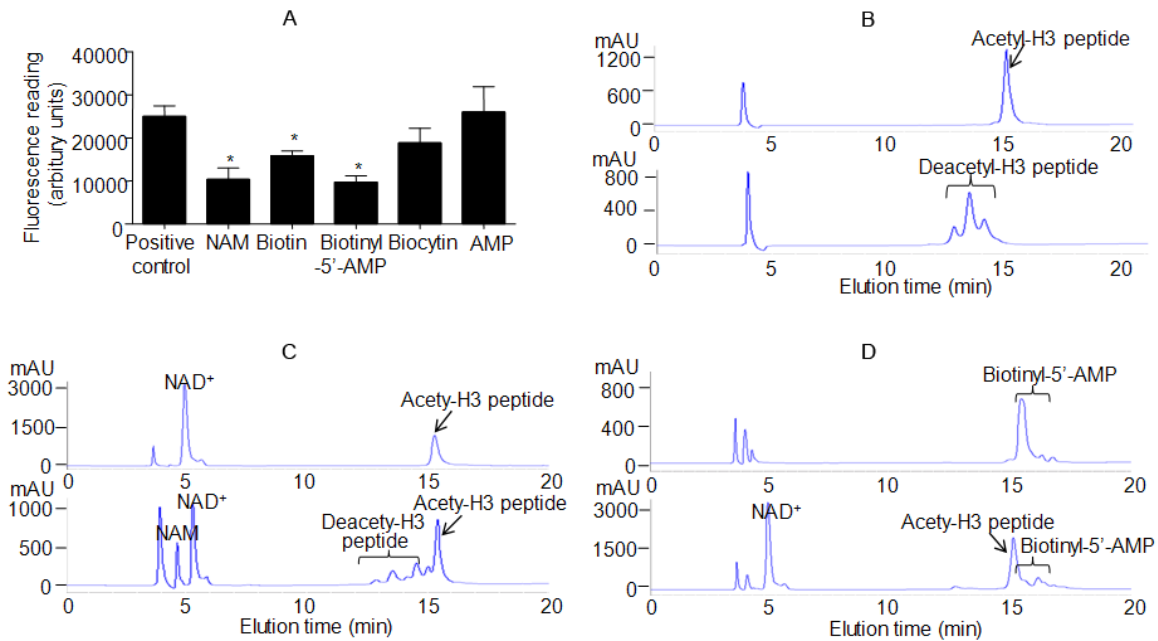 A
Fluorescence reading
(arbitury units)
40000
30000
20000
10000
0
*
*
*
Positive
control
NAM
Biotin
Biotinyl
-5'-AMP
Biocytin
AMP
B
mAU
1200
600
0
Acetyl-H3 peptide
0 5 10 15 20
mAU
800
400
0
Deacetyl-H3 peptide
0 5 10 15 20
Elution time (min)
C
mAU
3000
1500
0
NAD+
Acety-H3 peptide
0 5 10 15 20
mAU
1000
500
0
NAD+
NAM
Deacety-H3
peptide
Acety-H3 peptide
0 5 10 15 20
Elution time (min)
D
mAU
800
400
0
Biotinyl-5'-AMP
0 5 10 15 20
mAU
3000
1500
0
NAD+
Acety-H3 peptide
Biotinyl-5'-AMP
0 5 10 15 20
Elution time (min)